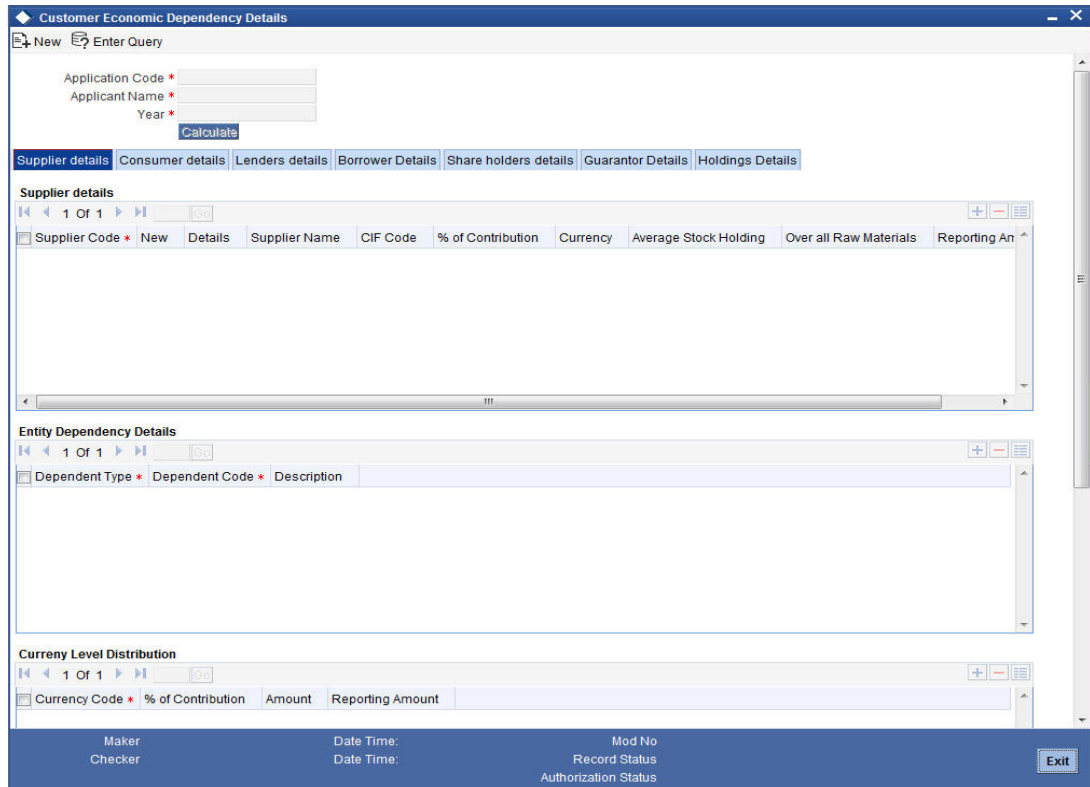 Customer Economic Dependency Details
New Enter Query
Application Code *
Applicant Name *
Year *
Calculate
Supplier details Consumer details Lenders details Borrower Details Share holders details Guarantor Details Holdings Details
Supplier details
1 Of 1 Go
Supplier Code * New Details Supplier Name CIF Code % of Contribution Currency Average Stock Holding Over all Raw Materials Reporting Am
Entity Dependency Details
1 Of 1 Go
Dependent Type * Dependent Code * Description
Curreny Level Distribution
1 Of 1 Go
Currency Code * % of Contribution Amount Reporting Amount
Maker Date Time: Mod No
Checker Date Time: Record Status
Authorization Status
Exit